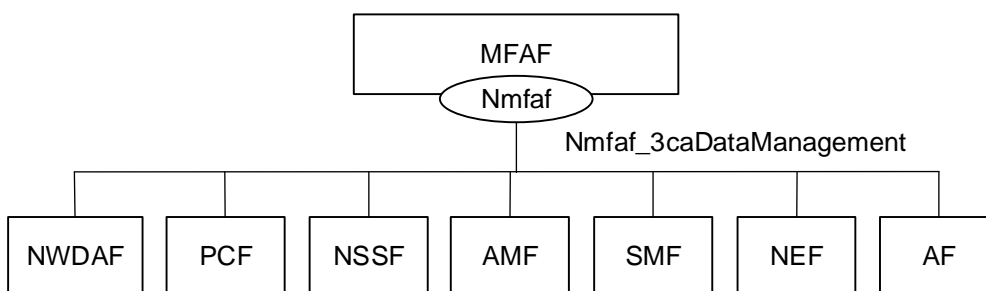 MFAF
Nmfaf
Nmfaf_3caDataManagement
NWDAF PCF NSSF AMF SMF NEF AF